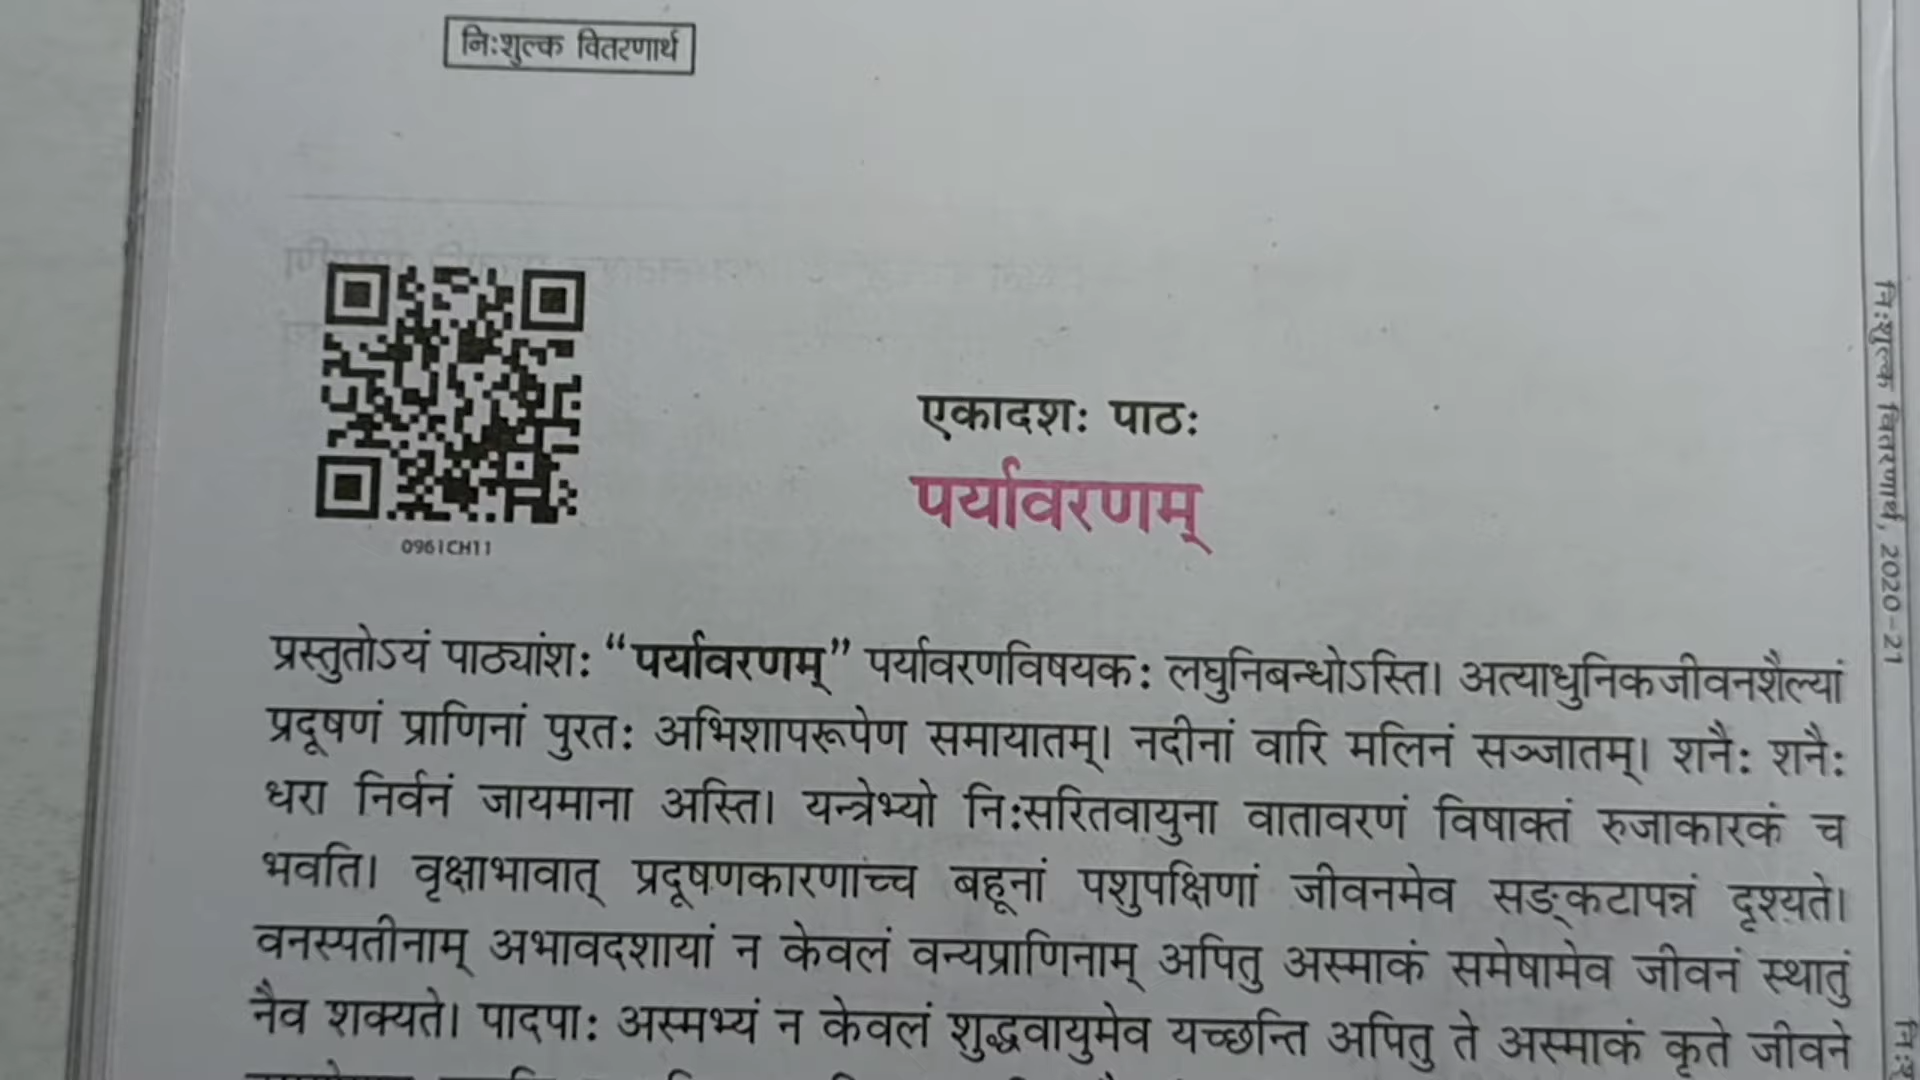 निःशुल्क वितरणार्थ
0961CH11
एकादशः पाठः
पर्यावरणम्
प्रस्तुतोऽयं पाठ्यांशः “पर्यावरणम्” पर्यावरणविषयकः लघुनिबन्धोऽस्ति। अत्याधुनिकजीवनशैल्यां
प्रदूषणं प्राणिनां पुरतः अभिशापरूपेण समायातम्। नदीनां वारि मलिनं सञ्जातम्। शनैः शनैः
धरा निर्वनं जायमाना अस्ति। यन्त्रेभ्यो निःसरितवायुना वातावरणं विषाक्तं रुजाकारकं च
भवति। वृक्षाभावात् प्रदूषणकारणाच्च बहूनां पशुपक्षिणां जीवनमेव सङ्कटापन्नं दृश्यते।
वनस्पतीनाम् अभावदशायां न केवलं वन्यप्राणिनाम् अपितु अस्माकं समेषामेव जीवनं स्थातुं
नैव शक्यते। पादपाः अस्मभ्यं न केवलं शुद्धवायुमेव यच्छन्ति अपितु ते अस्माकं कृते जीवने
निःशुल्क वितरणार्थ, 2020-21